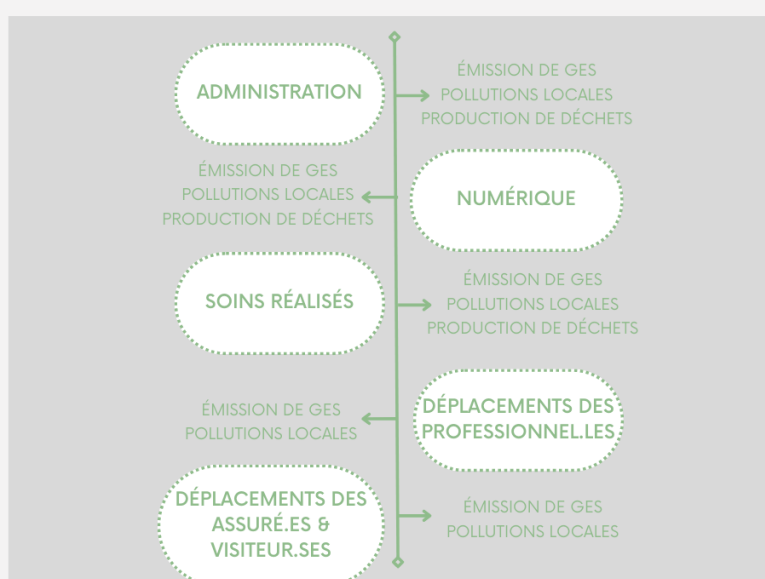 ADMINISTRATION
ÉMISSION DE GES
POLLUTIONS LOCALES
PRODUCTION DE DÉCHETS
ÉMISSION DE GES
POLLUTIONS LOCALES
PRODUCTION DE DÉCHETS
NUMÉRIQUE
SOINS RÉALISÉS
ÉMISSION DE GES
POLLUTIONS LOCALES
PRODUCTION DE DÉCHETS
ÉMISSION DE GES
POLLUTIONS LOCALES
DÉPLACEMENTS DES
PROFESSIONNEL.LES
DÉPLACEMENTS DES
ASSURÉ.ES &
VISITEUR.SES
ÉMISSION DE GES
POLLUTIONS LOCALES